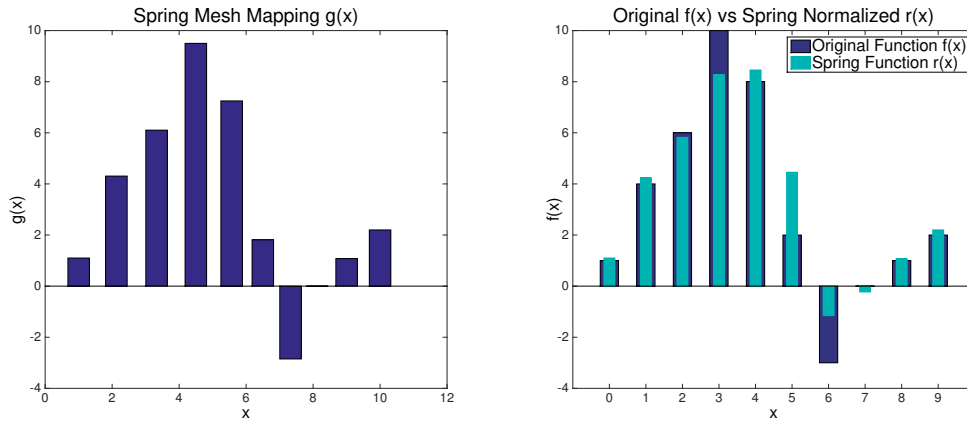 Spring Mesh Mapping g(x)
10
8
6
4
2
0
-2
-4
g(x)
0 2 4 6 8 10 12
x
Original f(x) vs Spring Normalized r(x)
Original Function f(x)
Spring Function r(x)
10
8
6
4
2
0
-2
-4
f(x)
0 1 2 3 4 5 6 7 8 9
x